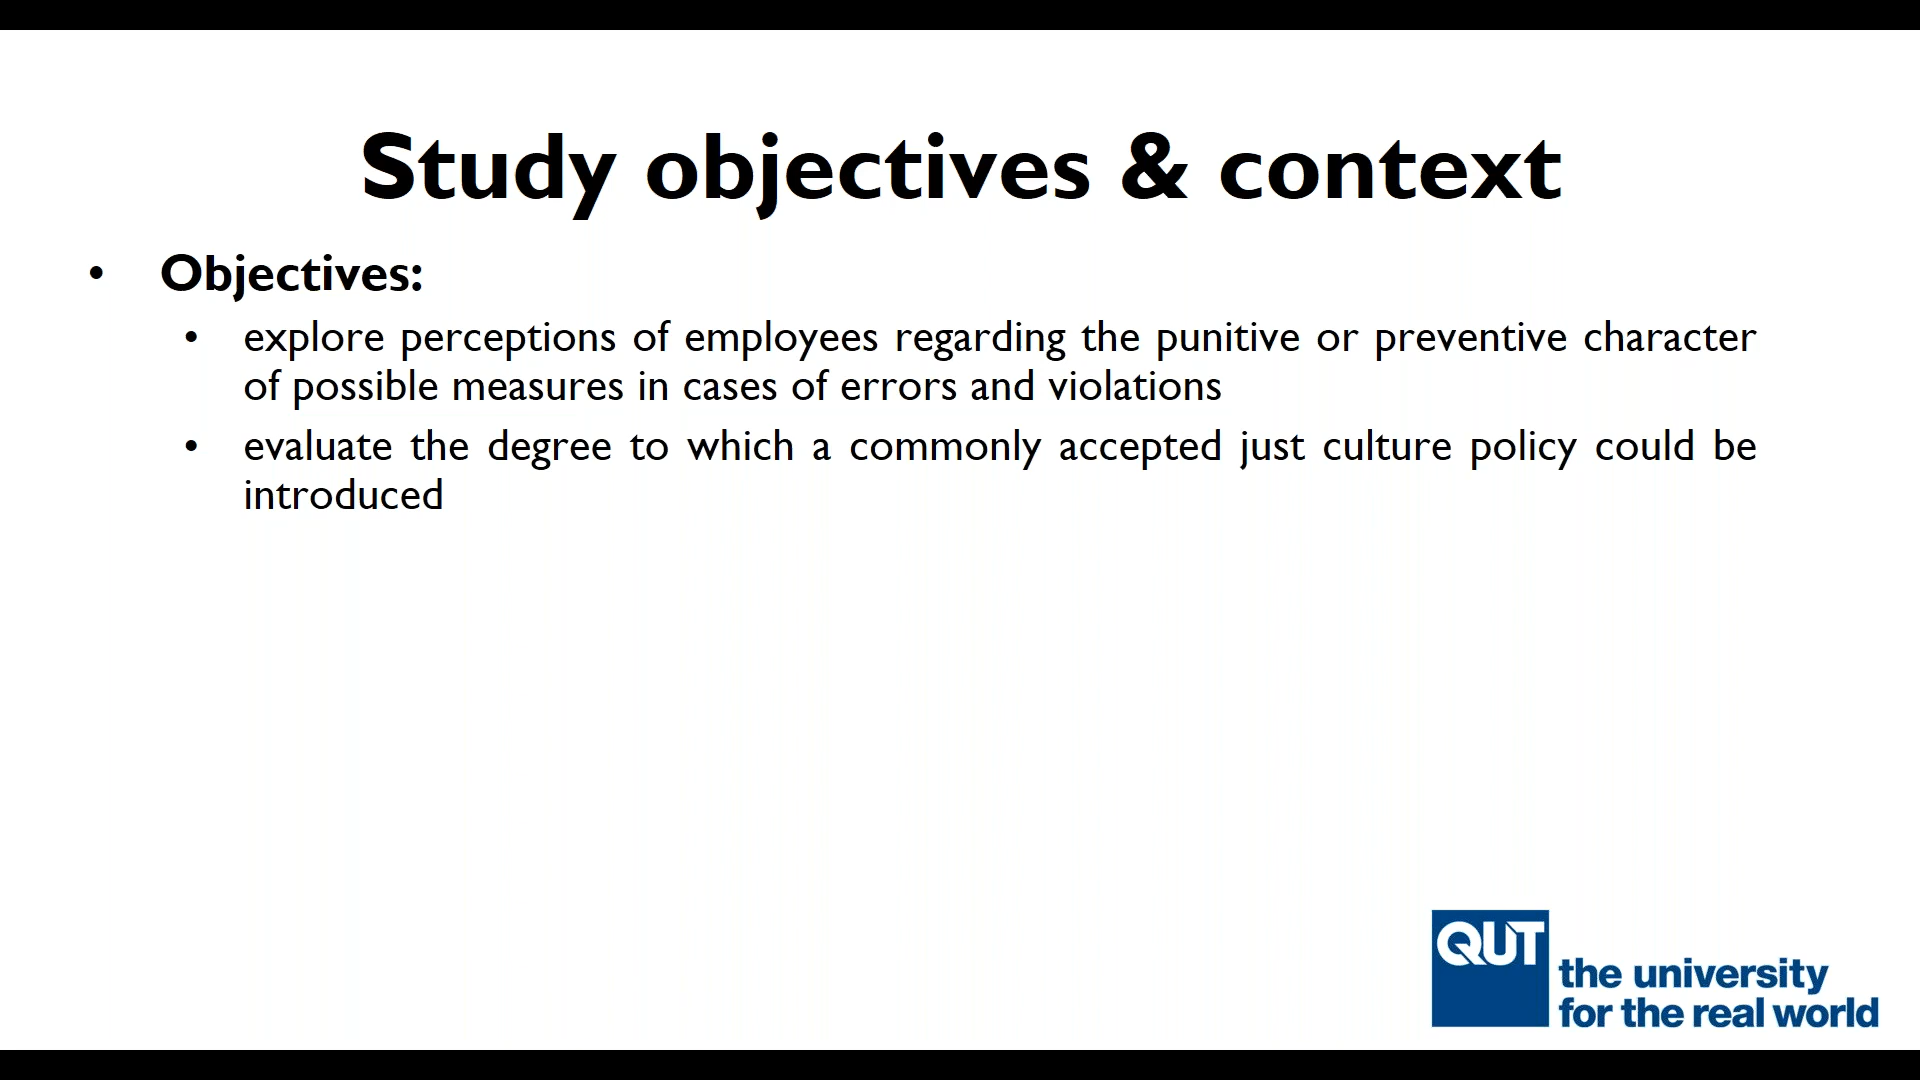 Study objectives & context
• Objectives:
• explore perceptions of employees regarding the punitive or preventive character
of possible measures in cases of errors and violations
• evaluate the degree to which a commonly accepted just culture policy could be
introduced
QUT
the university
for the real world